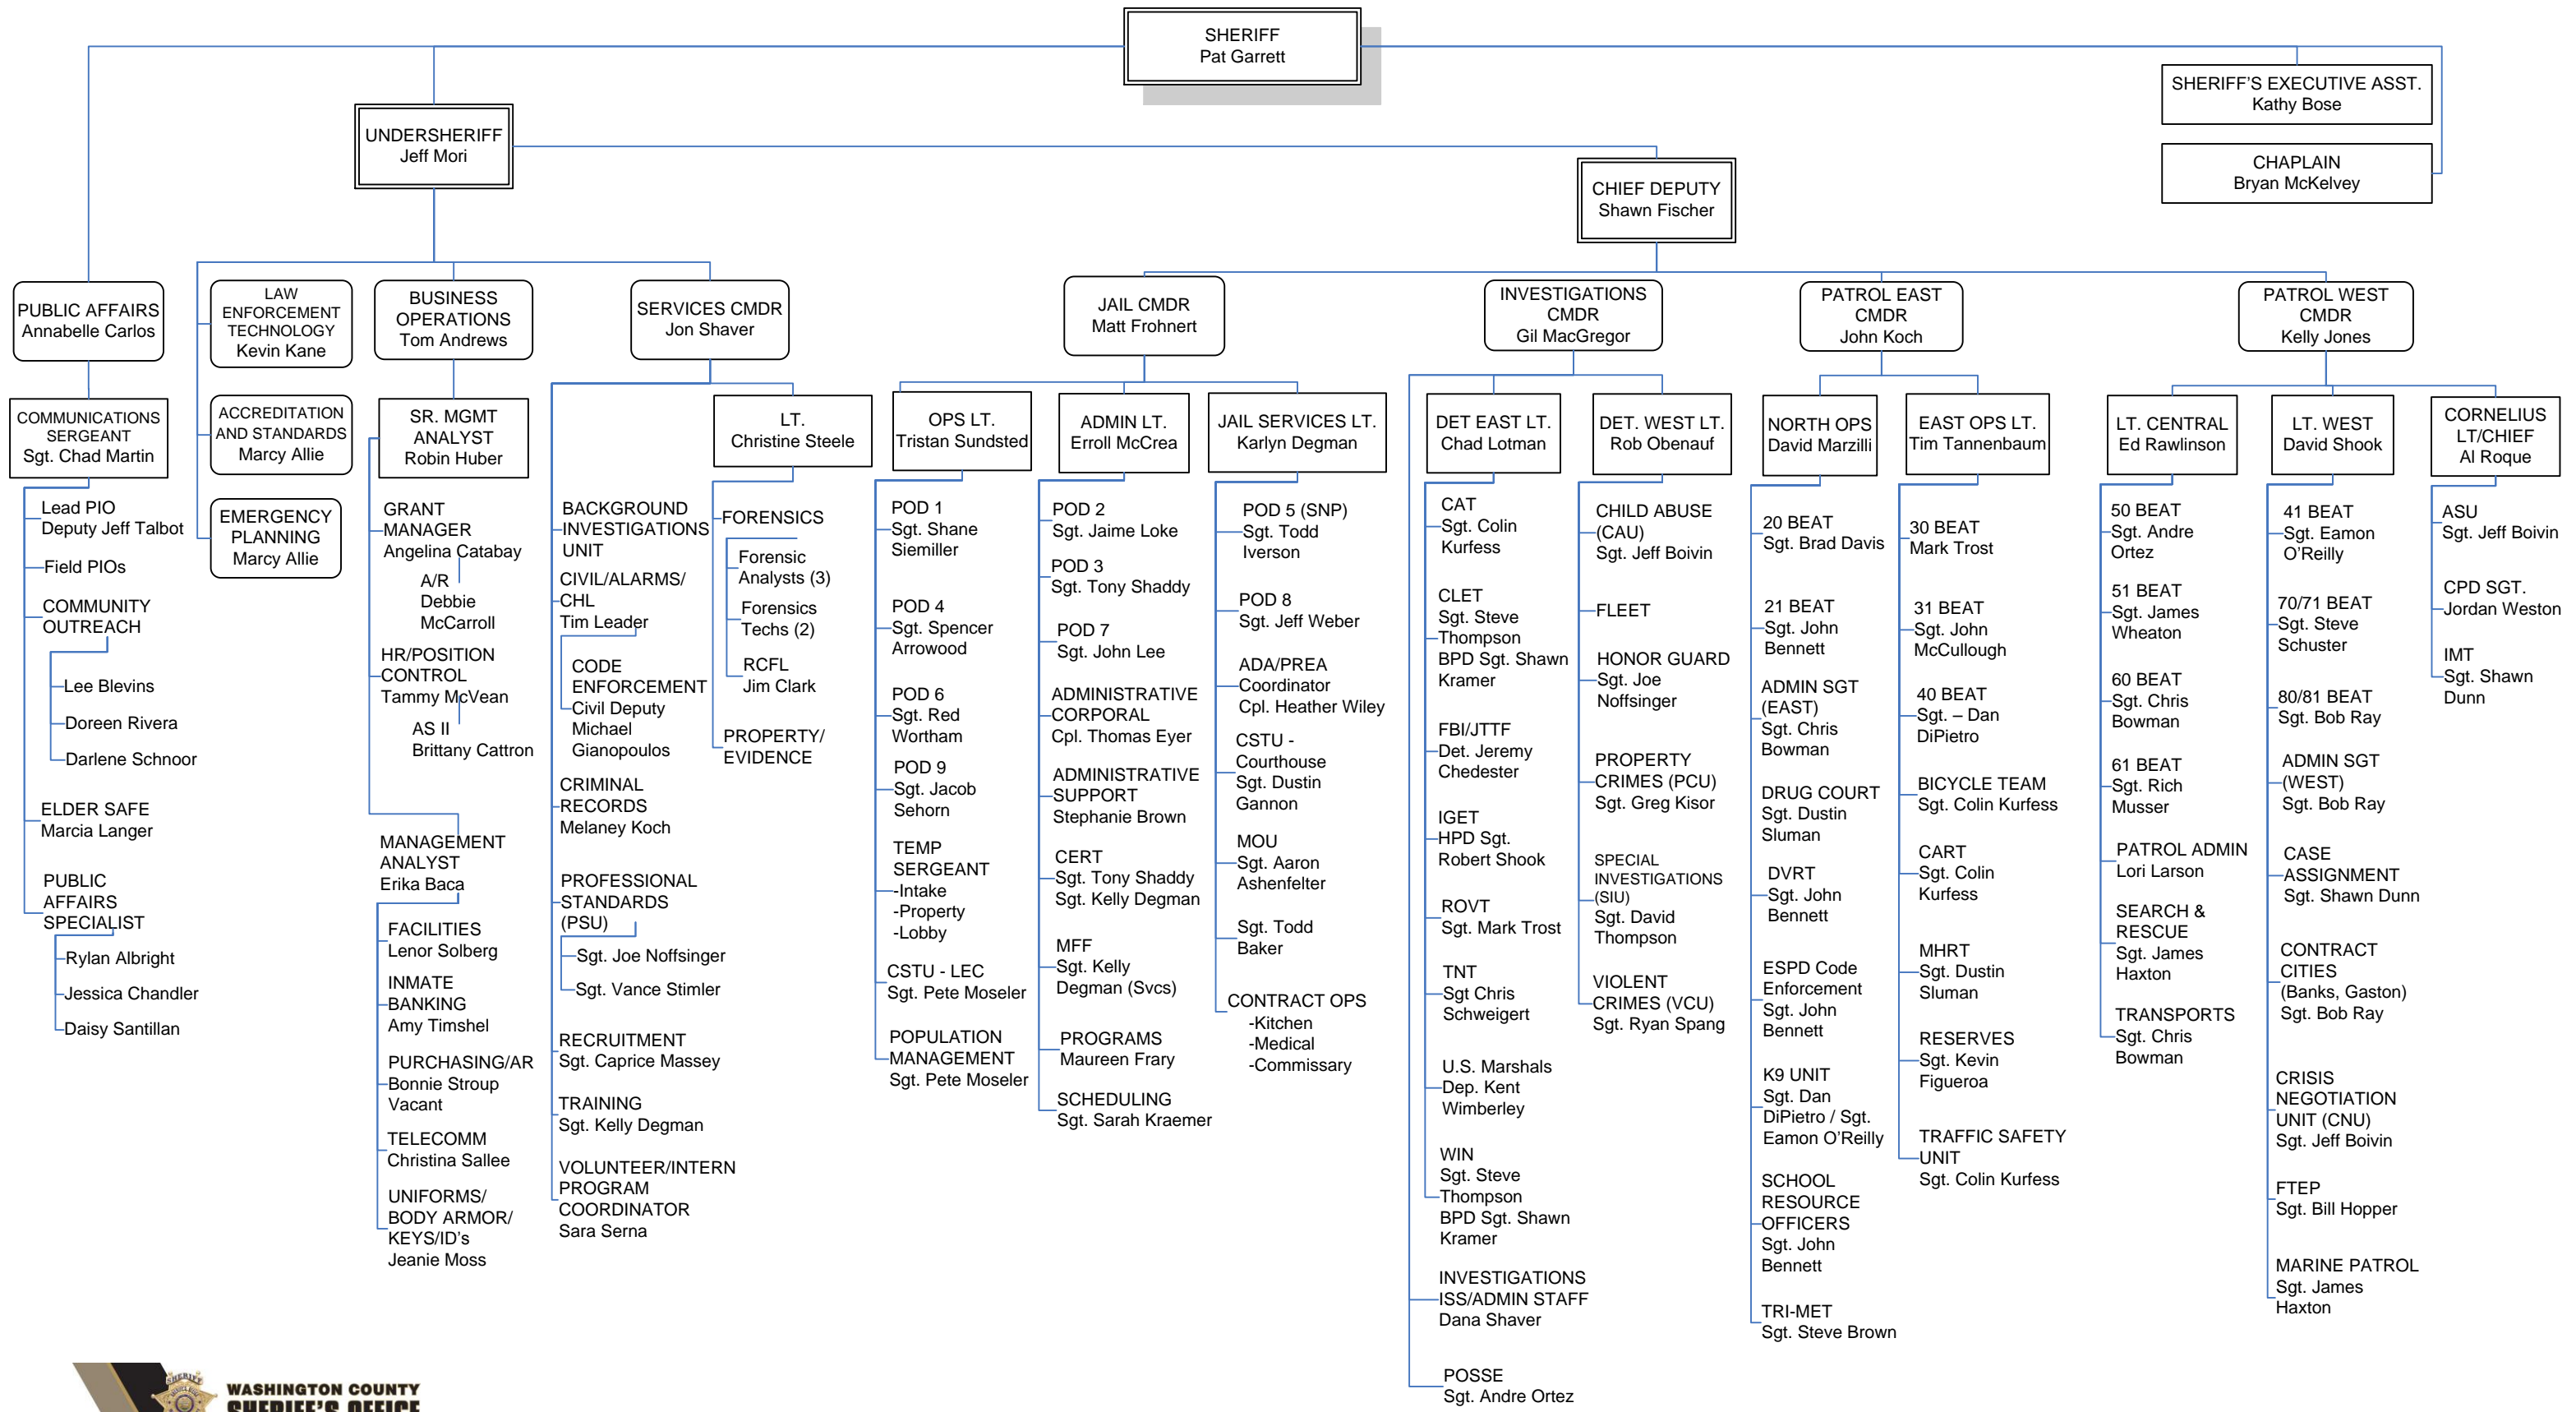 SHERIFF
Pat Garrett
SHERIFF'S EXECUTIVE ASST.
Kathy Bose
CHAPLAIN
Bryan McKelvey
UNDERSHERIFF
Jeff Mori
CHIEF DEPUTY
Shawn Fischer
PUBLIC AFFAIRS
Annabelle Carlos
COMMUNICATIONS
SERGEANT
Sgt. Chad Martin
Lead PIO
Deputy Jeff Talbot
Field PIOs
COMMUNITY
OUTREACH
Lee Blevins
Doreen Rivera
Darlene Schnoor
ELDER SAFE
Marcia Langer
PUBLIC
AFFAIRS
SPECIALIST
Rylan Albright
Jessica Chandler
Daisy Santillan
LAW
ENFORCEMENT
TECHNOLOGY
Kevin Kane
ACCREDITATION
AND STANDARDS
Marcy Allie
EMERGENCY
PLANNING
Marcy Allie
BUSINESS
OPERATIONS
Tom Andrews
SR. MGMT
ANALYST
Robin Huber
GRANT
MANAGER
Angelina Catabay
A/R
Debbie
McCarroll
HR/POSITION
CONTROL
Tammy McVean
AS II
Brittany Cattron
MANAGEMENT
ANALYST
Erika Baca
FACILITIES
Lenor Solberg
INMATE
BANKING
Amy Timshel
PURCHASING/AR
Bonnie Stroup
Vacant
TELECOMM
Christina Sallee
UNIFORMS/
BODY ARMOR/
KEYS/ID's
Jeanie Moss
SERVICES CMDR
Jon Shaver
BACKGROUND
INVESTIGATIONS
UNIT
CIVIL/ALARMS/
CHL
Tim Leader
CODE
ENFORCEMENT
Civil Deputy
Michael
Gianopoulos
CRIMINAL
RECORDS
Melaney Koch
PROFESSIONAL
STANDARDS
(PSU)
Sgt. Joe Noffsinger
Sgt. Vance Stimler
RECRUITMENT
Sgt. Caprice Massey
TRAINING
Sgt. Kelly Degman
VOLUNTEER/INTERN
PROGRAM
COORDINATOR
Sara Serna
LT.
Christine Steele
FORENSICS
Forensic
Analysts (3)
Forensics
Techs (2)
RCFL
Jim Clark
PROPERTY/
EVIDENCE
JAIL CMDR
Matt Frohnert
OPS LT.
Tristan Sundsted
POD 1
Sgt. Shane
Siemiller
POD 4
Sgt. Spencer
Arrowood
POD 6
Sgt. Red
Wortham
POD 9
Sgt. Jacob
Sehorn
TEMP
SERGEANT
-Intake
-Property
-Lobby
CSTU - LEC
Sgt. Pete Moseler
POPULATION
MANAGEMENT
Sgt. Pete Moseler
ADMIN LT.
Erroll McCrea
POD 2
Sgt. Jaime Loke
POD 3
Sgt. Tony Shaddy
POD 7
Sgt. John Lee
ADMINISTRATIVE
CORPORAL
Cpl. Thomas Eyer
ADMINISTRATIVE
SUPPORT
Stephanie Brown
CERT
Sgt. Tony Shaddy
Sgt. Kelly Degman
MFF
Sgt. Kelly
Degman (Svcs)
PROGRAMS
Maureen Frary
SCHEDULING
Sgt. Sarah Kraemer
JAIL SERVICES LT.
Karlyn Degman
POD 5 (SNP)
Sgt. Todd
Iverson
POD 8
Sgt. Jeff Weber
ADA/PREA
Coordinator
Cpl. Heather Wiley
CSTU -
Courthouse
Sgt. Dustin
Gannon
MOU
Sgt. Aaron
Ashenfelter
Sgt. Todd
Baker
CONTRACT OPS
-Kitchen
-Medical
-Commissary
INVESTIGATIONS
CMDR
Gil MacGregor
DET EAST LT.
Chad Lotman
CAT
Sgt. Colin
Kurfess
CLET
Sgt. Steve
Thompson
BPD Sgt. Shawn
Kramer
FBI/JTTF
Det. Jeremy
Chedester
IGET
HPD Sgt.
Robert Shook
ROVT
Sgt. Mark Trost
TNT
Sgt Chris
Schweigert
U.S. Marshals
Dep. Kent
Wimberley
WIN
Sgt. Steve
Thompson
BPD Sgt. Shawn
Kramer
INVESTIGATIONS
ISS/ADMIN STAFF
Dana Shaver
POSSE
Sgt. Andre Ortez
DET. WEST LT.
Rob Obenauf
CHILD ABUSE
(CAU)
Sgt. Jeff Boivin
FLEET
HONOR GUARD
Sgt. Joe
Noffsinger
PROPERTY
CRIMES (PCU)
Sgt. Greg Kisor
SPECIAL
INVESTIGATIONS
(SIU)
Sgt. David
Thompson
VIOLENT
CRIMES (VCU)
Sgt. Ryan Spang
PATROL EAST
CMDR
John Koch
NORTH OPS
David Marzilli
20 BEAT
Sgt. Brad Davis
21 BEAT
Sgt. John
Bennett
ADMIN SGT
(EAST)
Sgt. Chris
Bowman
DRUG COURT
Sgt. Dustin
Sluman
DVRT
Sgt. John
Bennett
ESPD Code
Enforcement
Sgt. John
Bennett
K9 UNIT
Sgt. Dan
DiPietro / Sgt.
Eamon O'Reilly
SCHOOL
RESOURCE
OFFICERS
Sgt. John
Bennett
TRI-MET
Sgt. Steve Brown
EAST OPS LT.
Tim Tannenbaum
30 BEAT
Mark Trost
31 BEAT
Sgt. John
McCullough
40 BEAT
Sgt. – Dan
DiPietro
BICYCLE TEAM
Sgt. Colin Kurfess
CART
Sgt. Colin
Kurfess
MHRT
Sgt. Dustin
Sluman
RESERVES
Sgt. Kevin
Figueroa
TRAFFIC SAFETY
UNIT
Sgt. Colin Kurfess
PATROL WEST
CMDR
Kelly Jones
LT. CENTRAL
Ed Rawlinson
50 BEAT
Sgt. Andre
Ortez
51 BEAT
Sgt. James
Wheaton
60 BEAT
Sgt. Chris
Bowman
61 BEAT
Sgt. Rich
Musser
PATROL ADMIN
Lori Larson
SEARCH &
RESCUE
Sgt. James
Haxton
TRANSPORTS
Sgt. Chris
Bowman
LT. WEST
David Shook
41 BEAT
Sgt. Eamon
O'Reilly
70/71 BEAT
Sgt. Steve
Schuster
80/81 BEAT
Sgt. Bob Ray
ADMIN SGT
(WEST)
Sgt. Bob Ray
CASE
ASSIGNMENT
Sgt. Shawn Dunn
CONTRACT
CITIES
(Banks, Gaston)
Sgt. Bob Ray
CRISIS
NEGOTIATION
UNIT (CNU)
Sgt. Jeff Boivin
FTEP
Sgt. Bill Hopper
MARINE PATROL
Sgt. James
Haxton
CORNELIUS
LT/CHIEF
Al Roque
ASU
Sgt. Jeff Boivin
CPD SGT.
Jordan Weston
IMT
Sgt. Shawn
Dunn
SHERIFF
WASHINGTON COUNTY
SHERIFF'S OFFICE